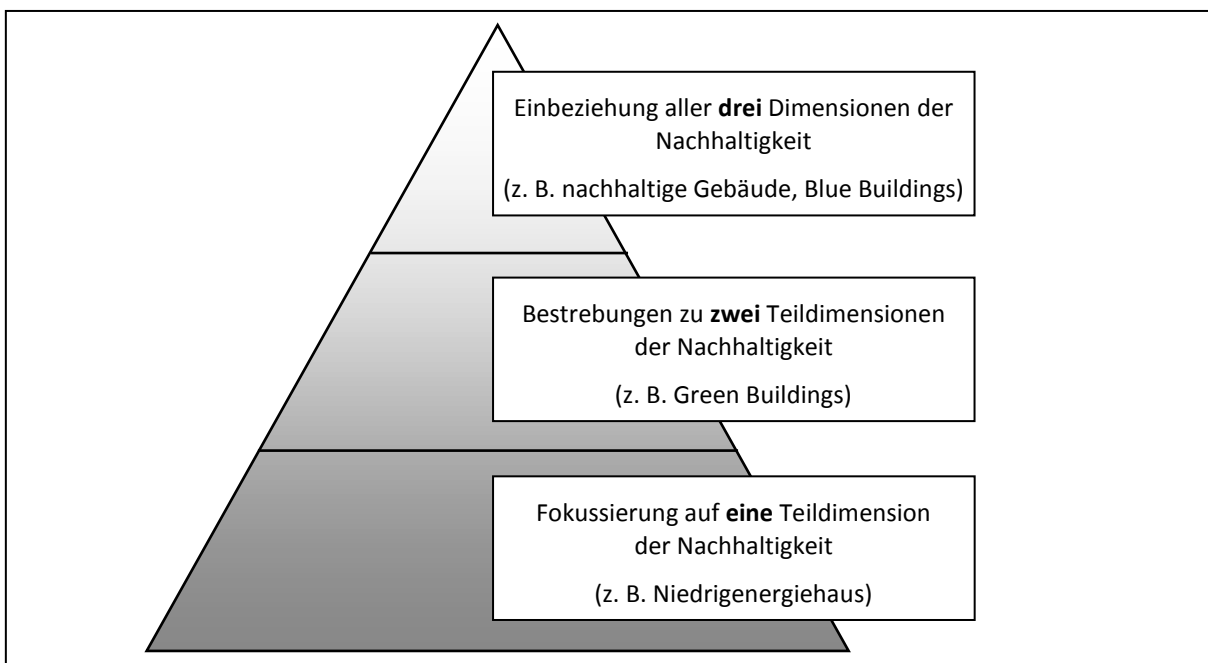 Einbeziehung aller drei Dimensionen der
Nachhaltigkeit
(z. B. nachhaltige Gebäude, Blue Buildings)
Bestrebungen zu zwei Teildimensionen
der Nachhaltigkeit
(z. B. Green Buildings)
Fokussierung auf eine Teildimension
der Nachhaltigkeit
(z. B. Niedrigenergiehaus)